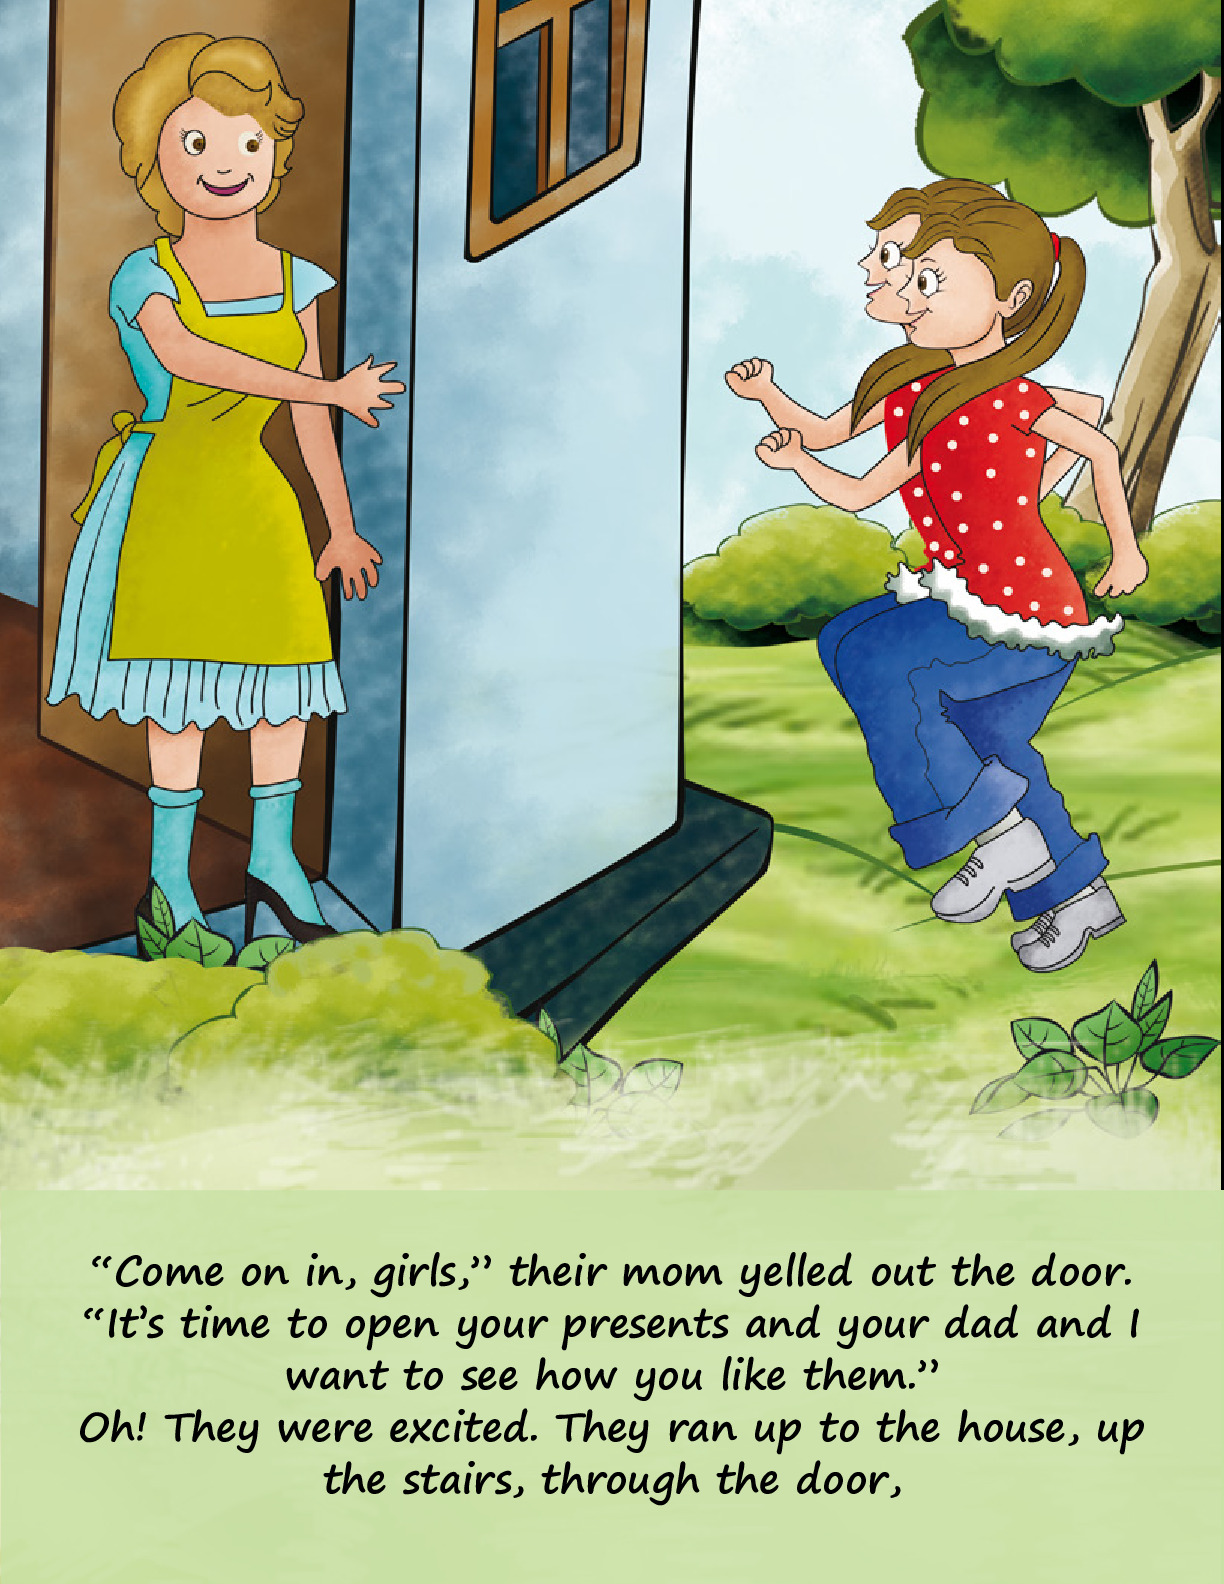 “Come on in, girls,” their mom yelled out the door.
“It’s time to open your presents and your dad and I
want to see how you like them.”
Oh! They were excited. They ran up to the house, up
the stairs, through the door,